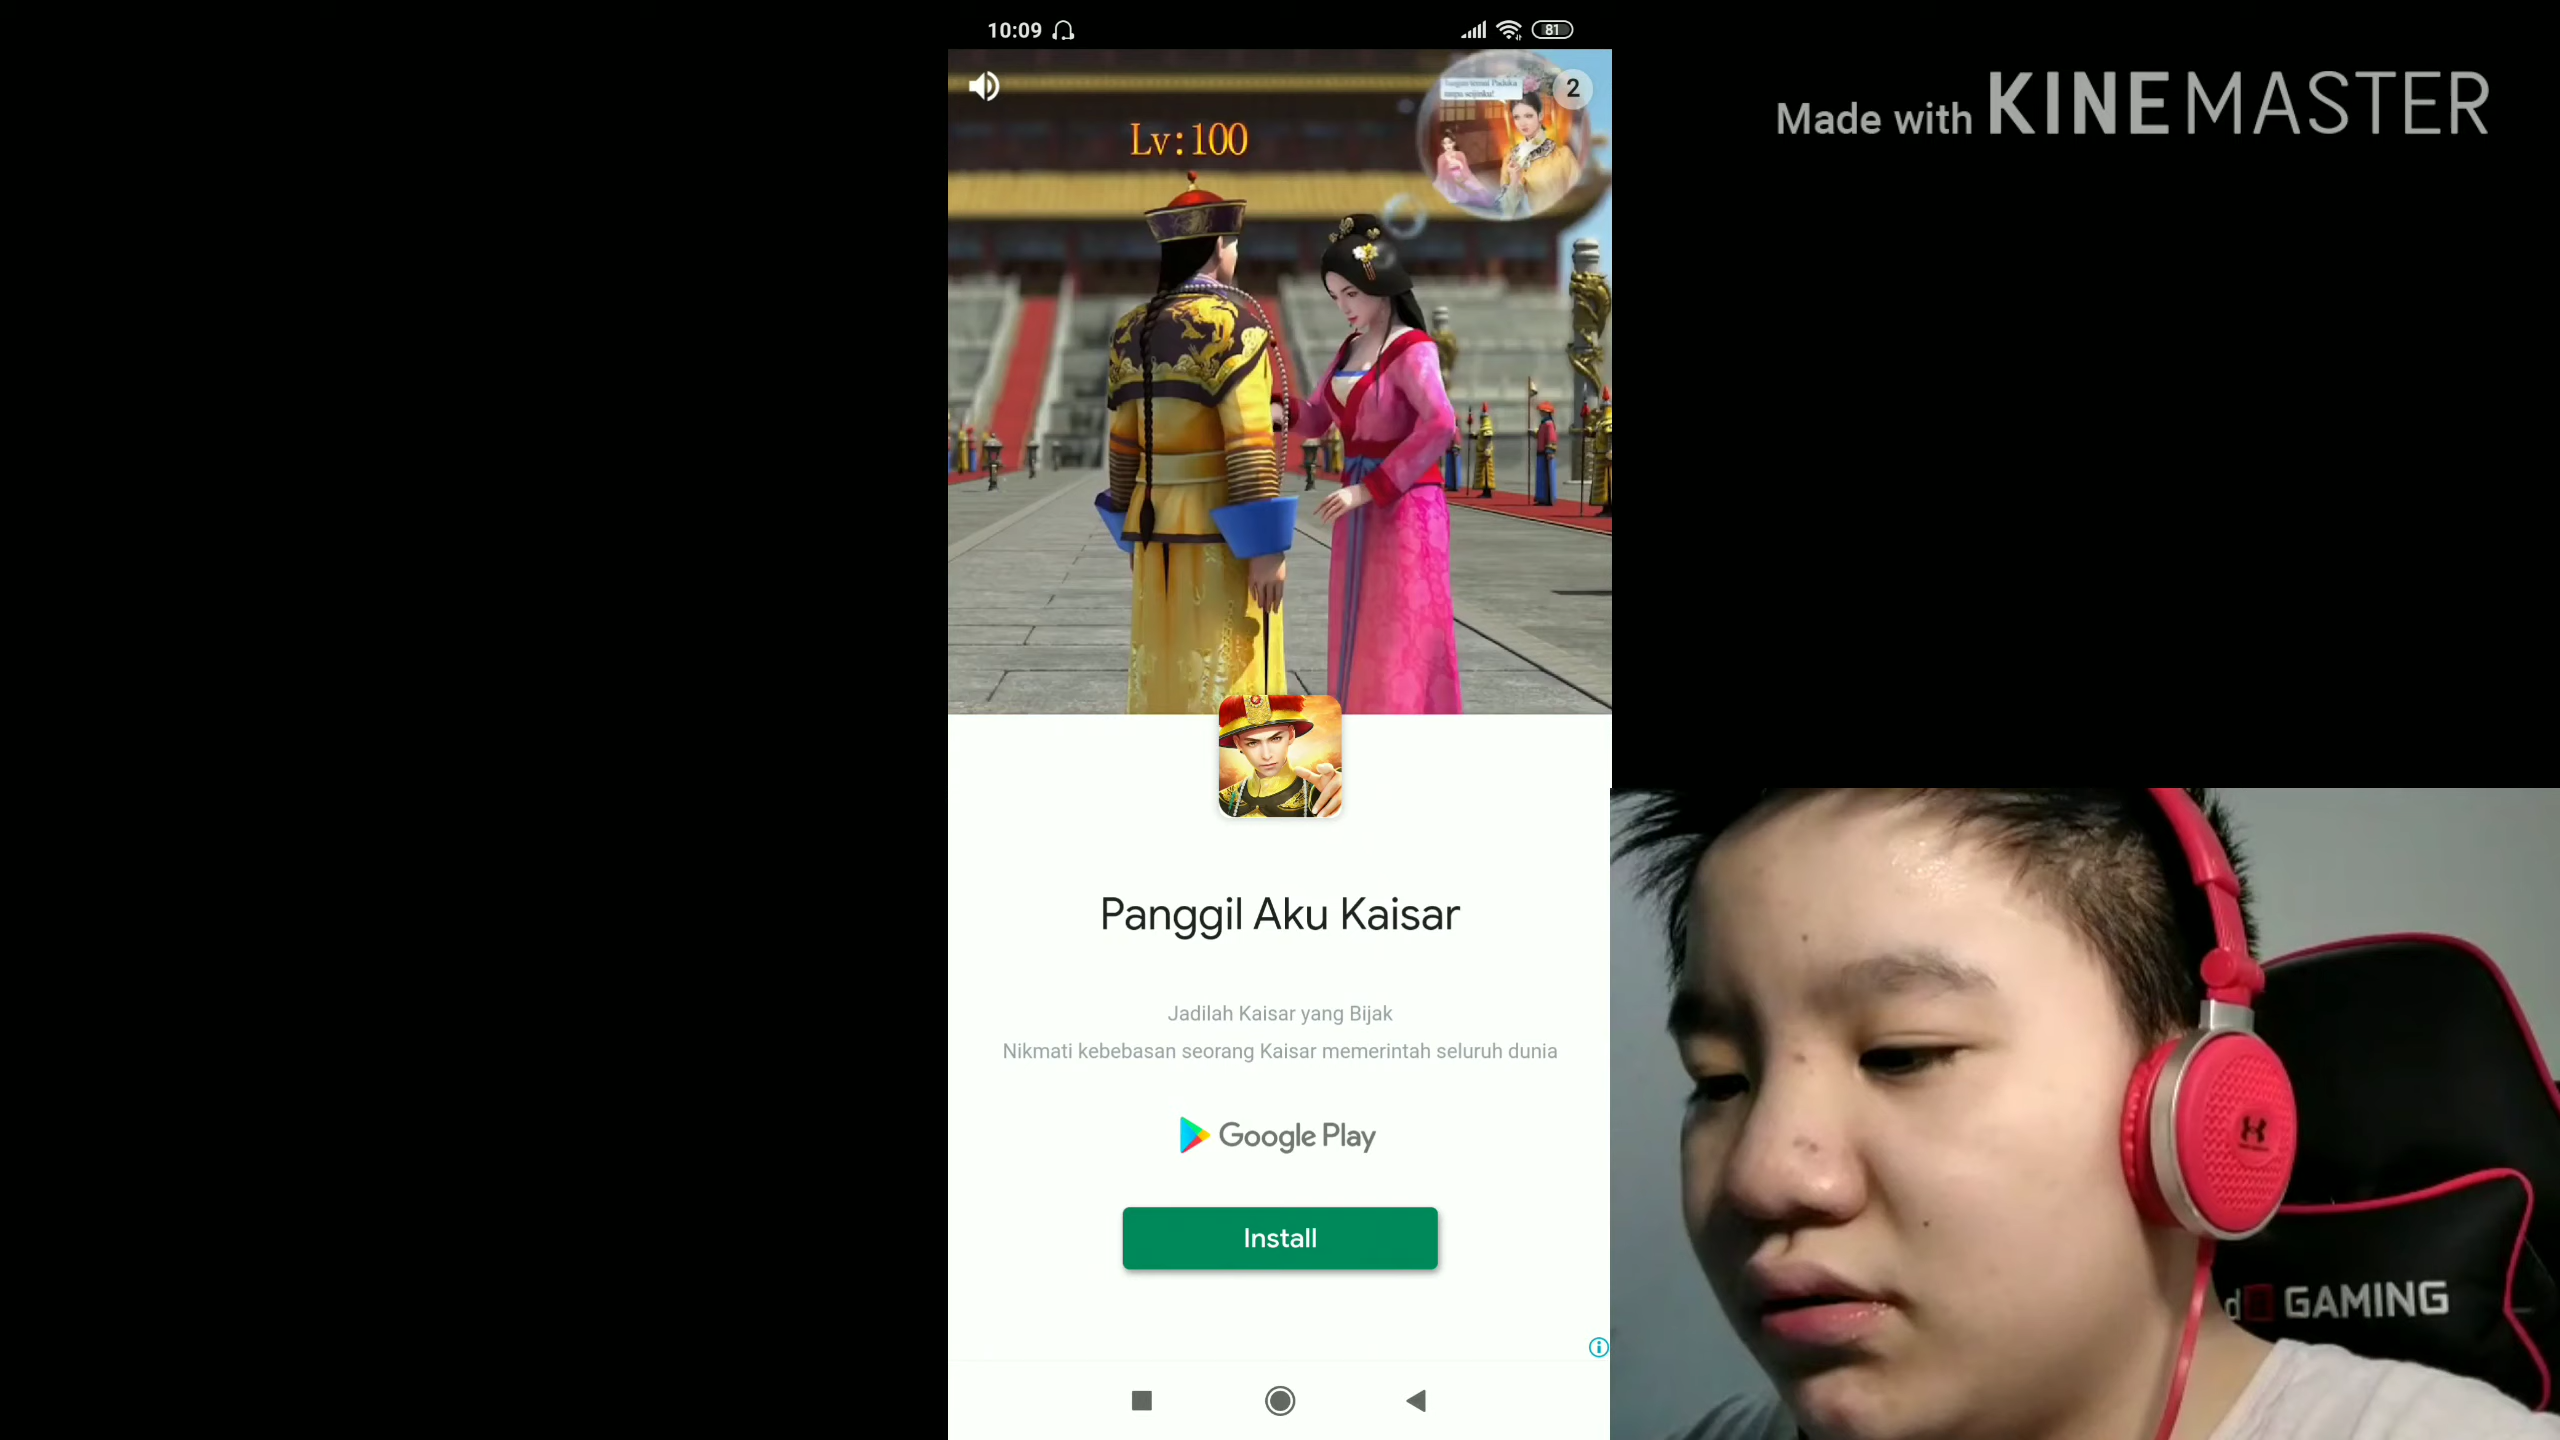 10:09
81
2
Made with KINEMASTER
Lv:100
Panggil Aku Kaisar
Jadilah Kaisar yang Bijak
Nikmati kebebasan seorang Kaisar memerintah seluruh dunia
Google Play
Install
GAMING